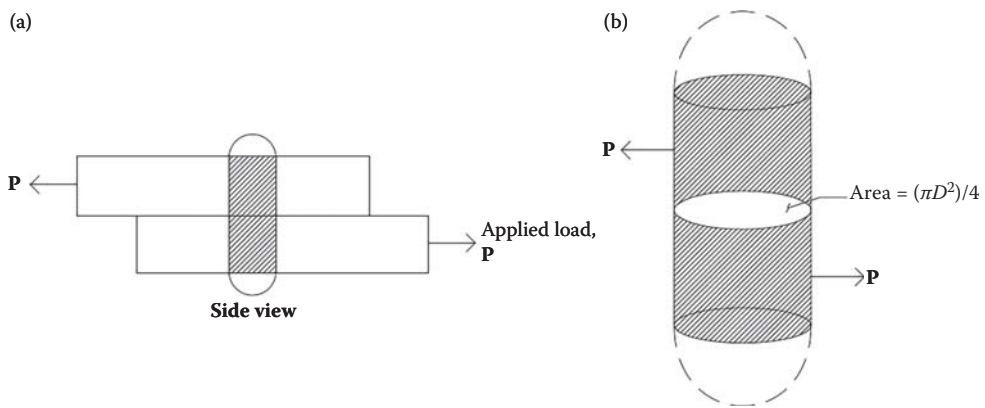 (a)
P
Applied load,
P
Side view
(b)
P
Area = (πD²)/4
P